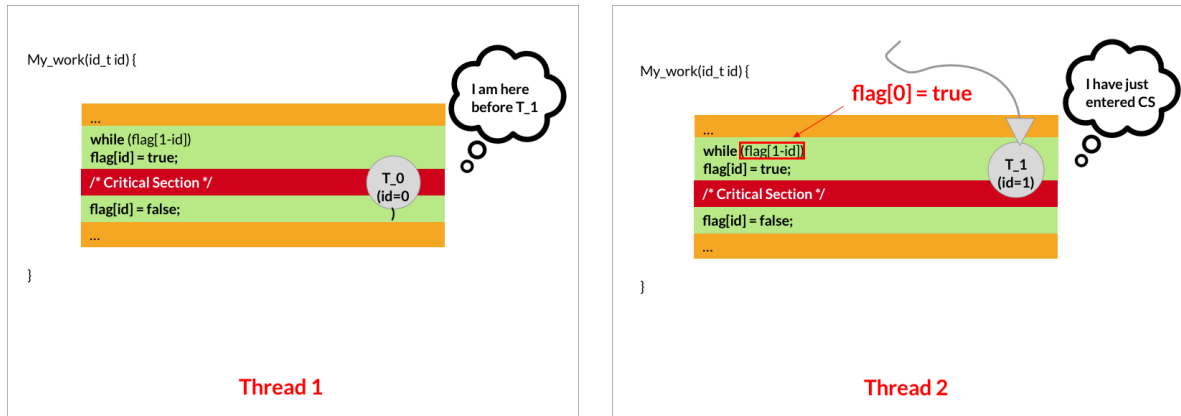 My_work(id_t id) {
I am here
before T_1
...
while (flag[1-id])
flag[id] = true;
/* Critical Section */
T_0
(id=0
)
flag[id] = false;
...
}
Thread 1
My_work(id_t id) {
flag[0] = true
I have just
entered CS
...
while (flag[1-id])
flag[id] = true;
T_1
(id=1)
/* Critical Section */
flag[id] = false;
...
}
Thread 2